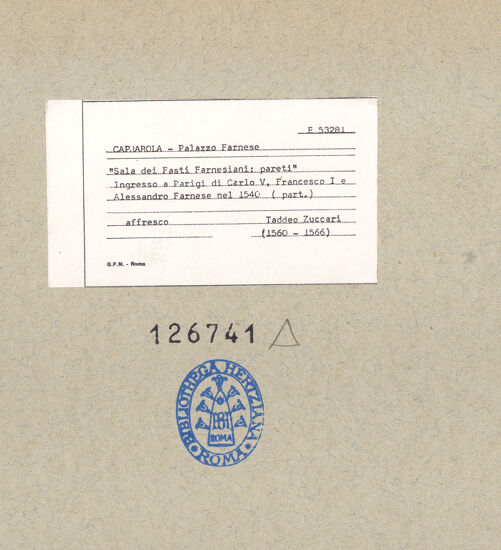 E 53281
CAPRAROLA - Palazzo Farnese
"Sala dei Fasti Farnesiani: pareti"
Ingresso a Parigi di Carlo V, Francesco I e
Alessandro Farnese nel 1540 ( part.)
affresco Taddeo Zuccari
(1560 - 1566)
G.F.N. - Roma
126741
BIBLIOTHECA HERTZIANA
ROMA
ROMA